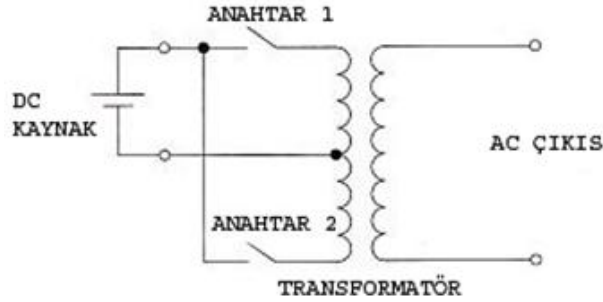 ANAHTAR 1
DC
KAYNAK
AC ÇIKIS
ANAHTAR 2
TRANSFORMATÖR